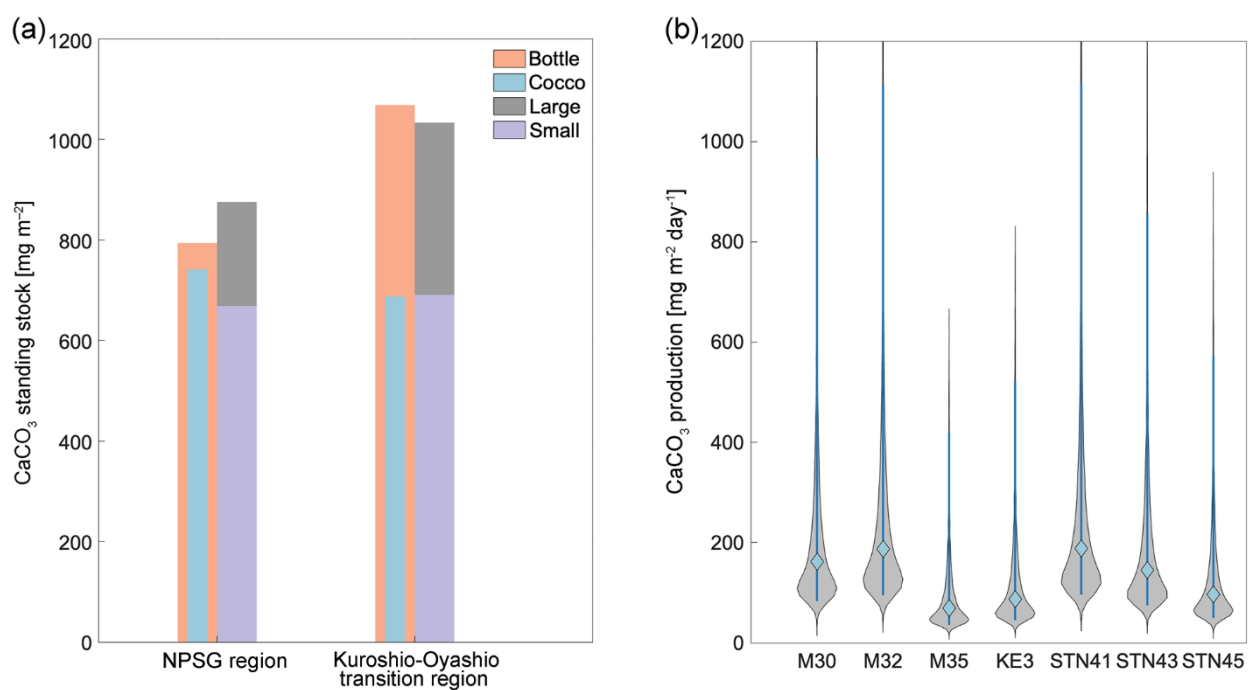 (a)
CaCO₃ standing stock [mg m⁻²]
1200
1000
800
600
400
200
0
Bottle
Cocco
Large
Small
NPSG region
Kuroshio-Oyashio
transition region
(b)
CaCO₃ production [mg m⁻² day⁻¹]
1200
1000
800
600
400
200
0
M30
M32
M35
KE3
STN41
STN43
STN45